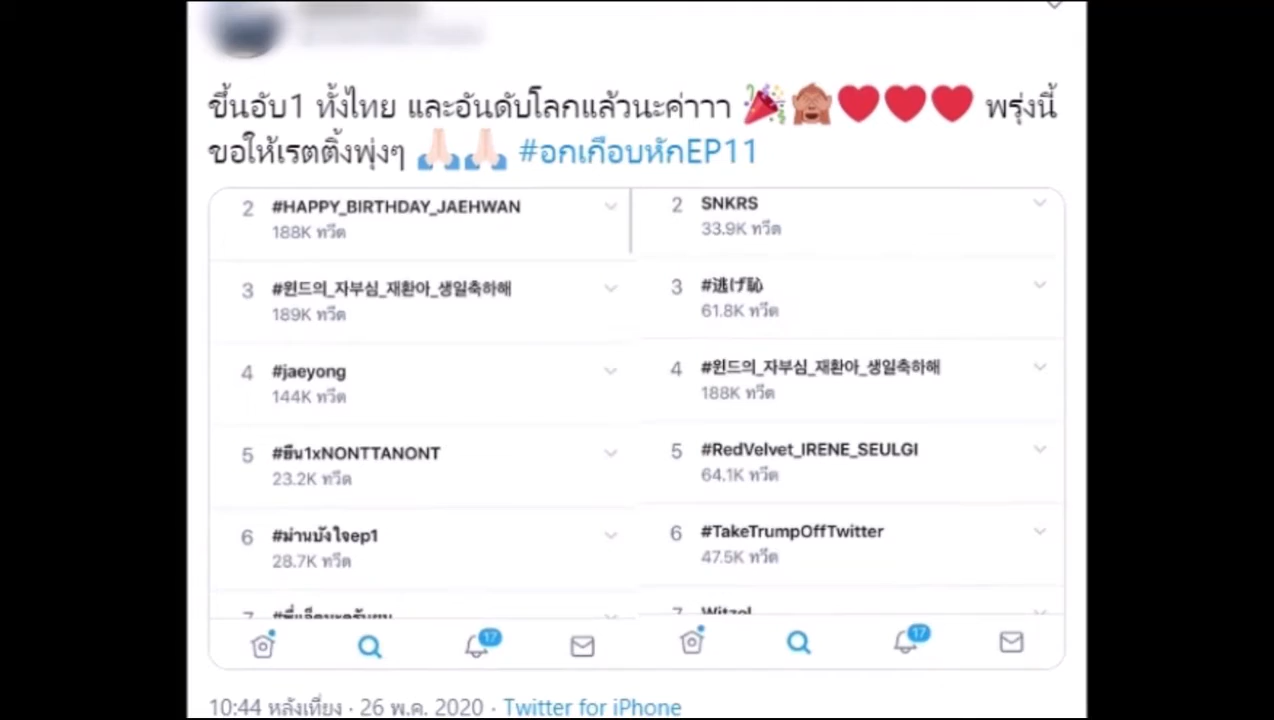 ขึ้นอับ1 ทั้งไทย และอันดับโลกแล้วนะค่าาา 🎉🙈❤️❤️❤️ พรุ่งนี้
ขอให้เรตติ้งพุ่งๆ 🙏🏻🙏🏻 #อกเกือบหักEP11
2 #HAPPY_BIRTHDAY_JAEHWAN
188K ทวีต
3 #윈드의_자부심_재환아_생일축하해
189K ทวีต
4 #jaeyong
144K ทวีต
5 #ยืน1xNONTTANONT
23.2K ทวีต
6 #ม่านบังใจep1
28.7K ทวีต
7
17
2 SNKRS
33.9K ทวีต
3 #逃げ恥
61.8K ทวีต
4 #윈드의_자부심_재환아_생일축하해
188K ทวีต
5 #RedVelvet_IRENE_SEULGI
64.1K ทวีต
6 #TakeTrumpOffTwitter
47.5K ทวีต
7 Witzel
17
10:44 หลังเที่ยง · 26 พ.ค. 2020 · Twitter for iPhone